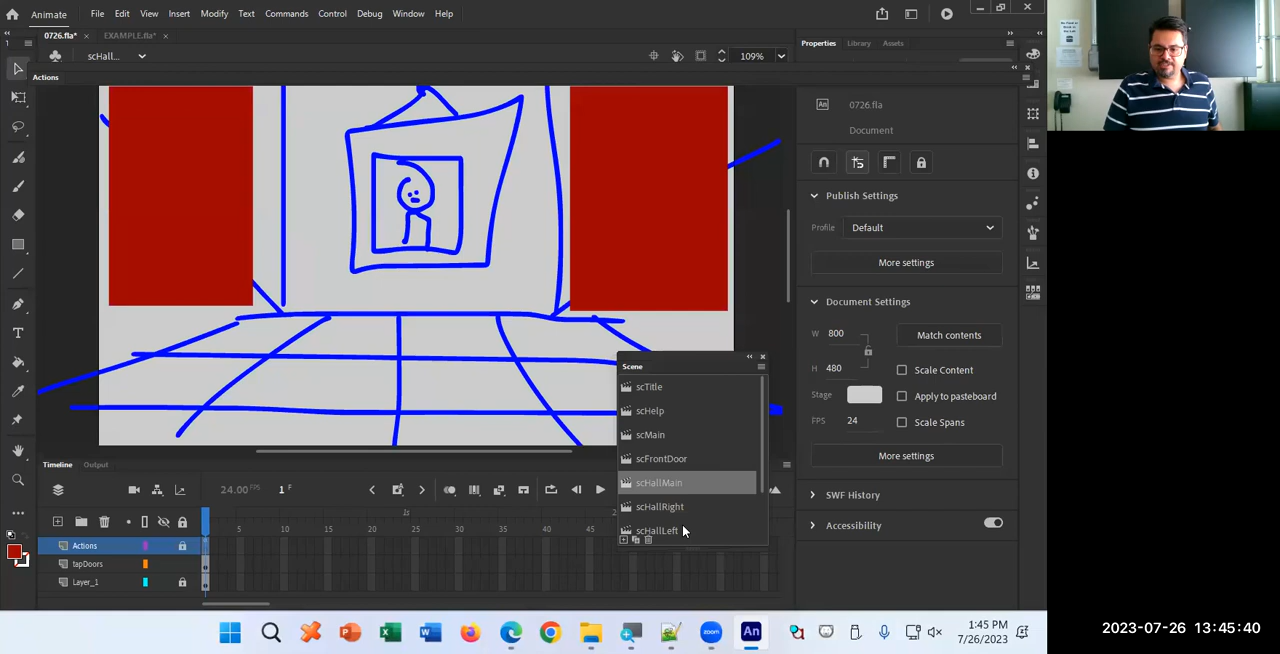 Animate File Edit View Insert Modify Text Commands Control Debug Window Help
0726.fla* × EXAMPLE.fla* ×
scHall... 109%
Properties Library Assets
Actions
An 0726.fla
Document
Publish Settings
Profile Default
More settings
Document Settings
W 800 Match contents
H 480 Scale Content
Stage Apply to pasteboard
FPS 24 Scale Spans
More settings
SWF History
Accessibility
Scene
scTitle
scHelp
scMain
scFrontDoor
scHallMain
scHallRight
scHallLeft
Timeline Output
24.00 FPS 1 F
1s
5 10 15 20 25 30 35 40 45
Actions
tapDoors
Layer_1
zoom An
1:45 PM
7/26/2023
2023-07-26 13:45:40